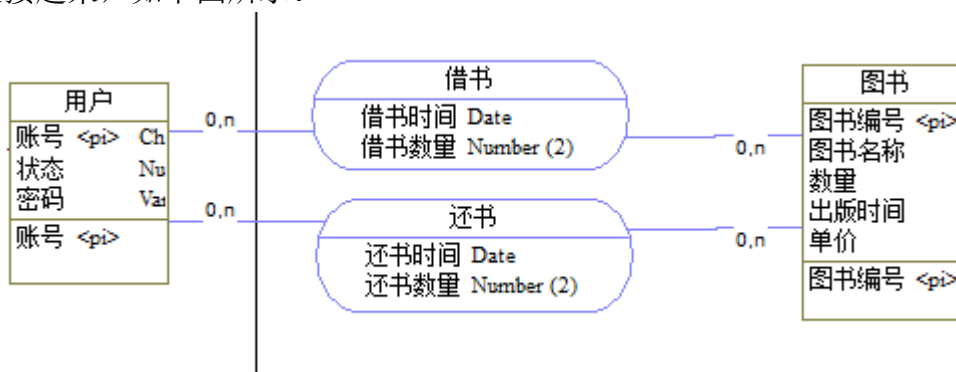 用户
账号 <pi> Ch
状态 Nu
密码 Va
账号 <pi>
0,n
0,n
借书
借书时间 Date
借书数量 Number (2)
还书
还书时间 Date
还书数量 Number (2)
0,n
0,n
图书
图书编号 <pi>
图书名称
数量
出版时间
单价
图书编号 <pi>